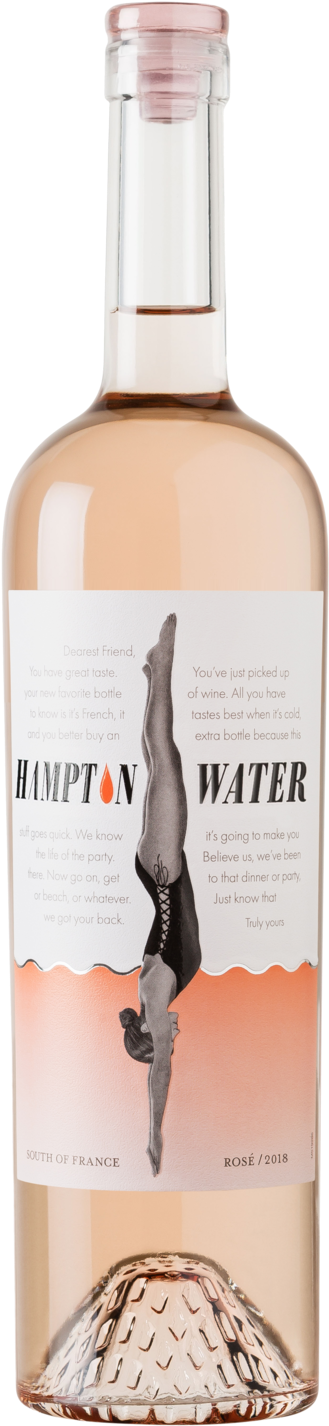 Dearest Friend,
You have great taste. You've just picked up
your new favorite bottle of wine. All you have
to know is it's French, it tastes best when it's cold,
and you better buy an extra bottle because this
HAMPTON WATER
stuff goes quick. We know it's going to make you
the life of the party. Believe us, we've been
there. Now go on, get to that dinner or party,
or beach, or whatever. Just know that
we got your back. Truly yours
SOUTH OF FRANCE ROSÉ / 2018